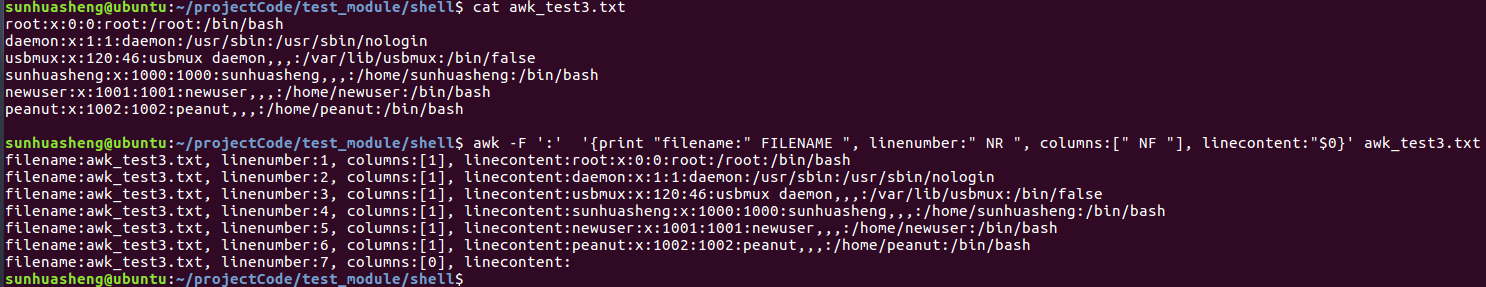 sunhuasheng@ubuntu:~/projectCode/test_module/shell$ cat awk_test3.txt
root:x:0:0:root:/root:/bin/bash
daemon:x:1:1:daemon:/usr/sbin:/usr/sbin/nologin
usbmux:x:120:46:usbmux daemon,,,:/var/lib/usbmux:/bin/false
sunhuasheng:x:1000:1000:sunhuasheng,,,:/home/sunhuasheng:/bin/bash
newuser:x:1001:1001:newuser,,,:/home/newuser:/bin/bash
peanut:x:1002:1002:peanut,,,:/home/peanut:/bin/bash

sunhuasheng@ubuntu:~/projectCode/test_module/shell$ awk -F ':'  '{print "filename:" FILENAME ", linenumber:" NR ", columns:[" NF "], linecontent:"$0}' awk_test3.txt
filename:awk_test3.txt, linenumber:1, columns:[1], linecontent:root:x:0:0:root:/root:/bin/bash
filename:awk_test3.txt, linenumber:2, columns:[1], linecontent:daemon:x:1:1:daemon:/usr/sbin:/usr/sbin/nologin
filename:awk_test3.txt, linenumber:3, columns:[1], linecontent:usbmux:x:120:46:usbmux daemon,,,:/var/lib/usbmux:/bin/false
filename:awk_test3.txt, linenumber:4, columns:[1], linecontent:sunhuasheng:x:1000:1000:sunhuasheng,,,:/home/sunhuasheng:/bin/bash
filename:awk_test3.txt, linenumber:5, columns:[1], linecontent:newuser:x:1001:1001:newuser,,,:/home/newuser:/bin/bash
filename:awk_test3.txt, linenumber:6, columns:[1], linecontent:peanut:x:1002:1002:peanut,,,:/home/peanut:/bin/bash
filename:awk_test3.txt, linenumber:7, columns:[0], linecontent:
sunhuasheng@ubuntu:~/projectCode/test_module/shell$